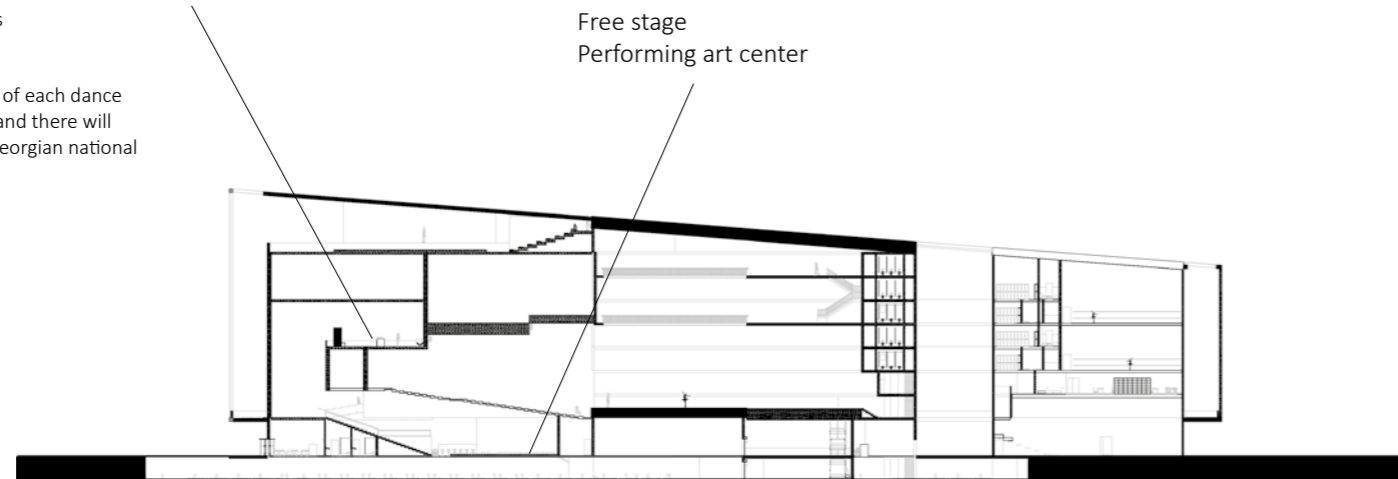 s
of each dance
and there will
eorgian national
Free stage
Performing art center